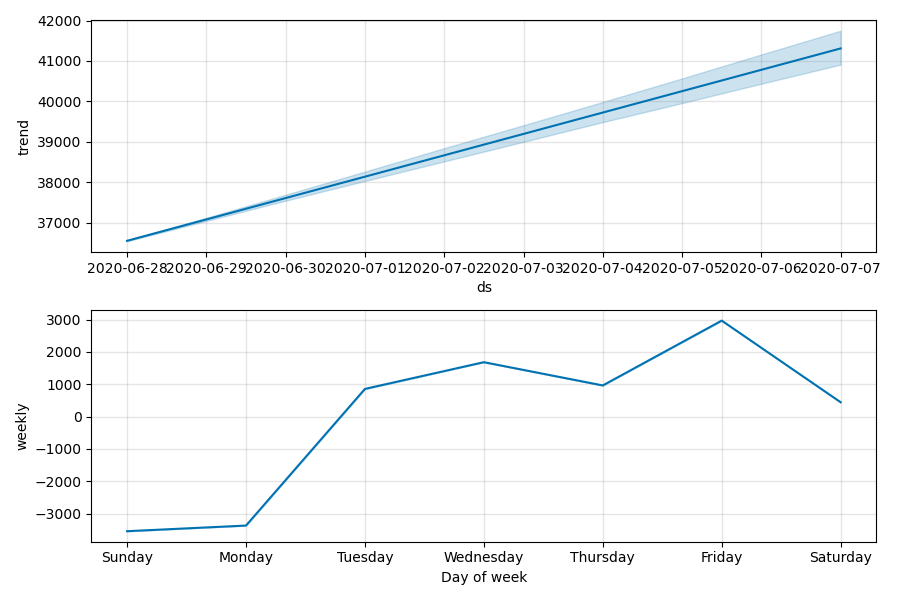 42000
41000
40000
39000
38000
37000
trend
2020-06-28 2020-06-29 2020-06-30 2020-07-01 2020-07-02 2020-07-03 2020-07-04 2020-07-05 2020-07-06 2020-07-07
ds
3000
2000
1000
0
−1000
−2000
−3000
weekly
Sunday Monday Tuesday Wednesday Thursday Friday Saturday
Day of week